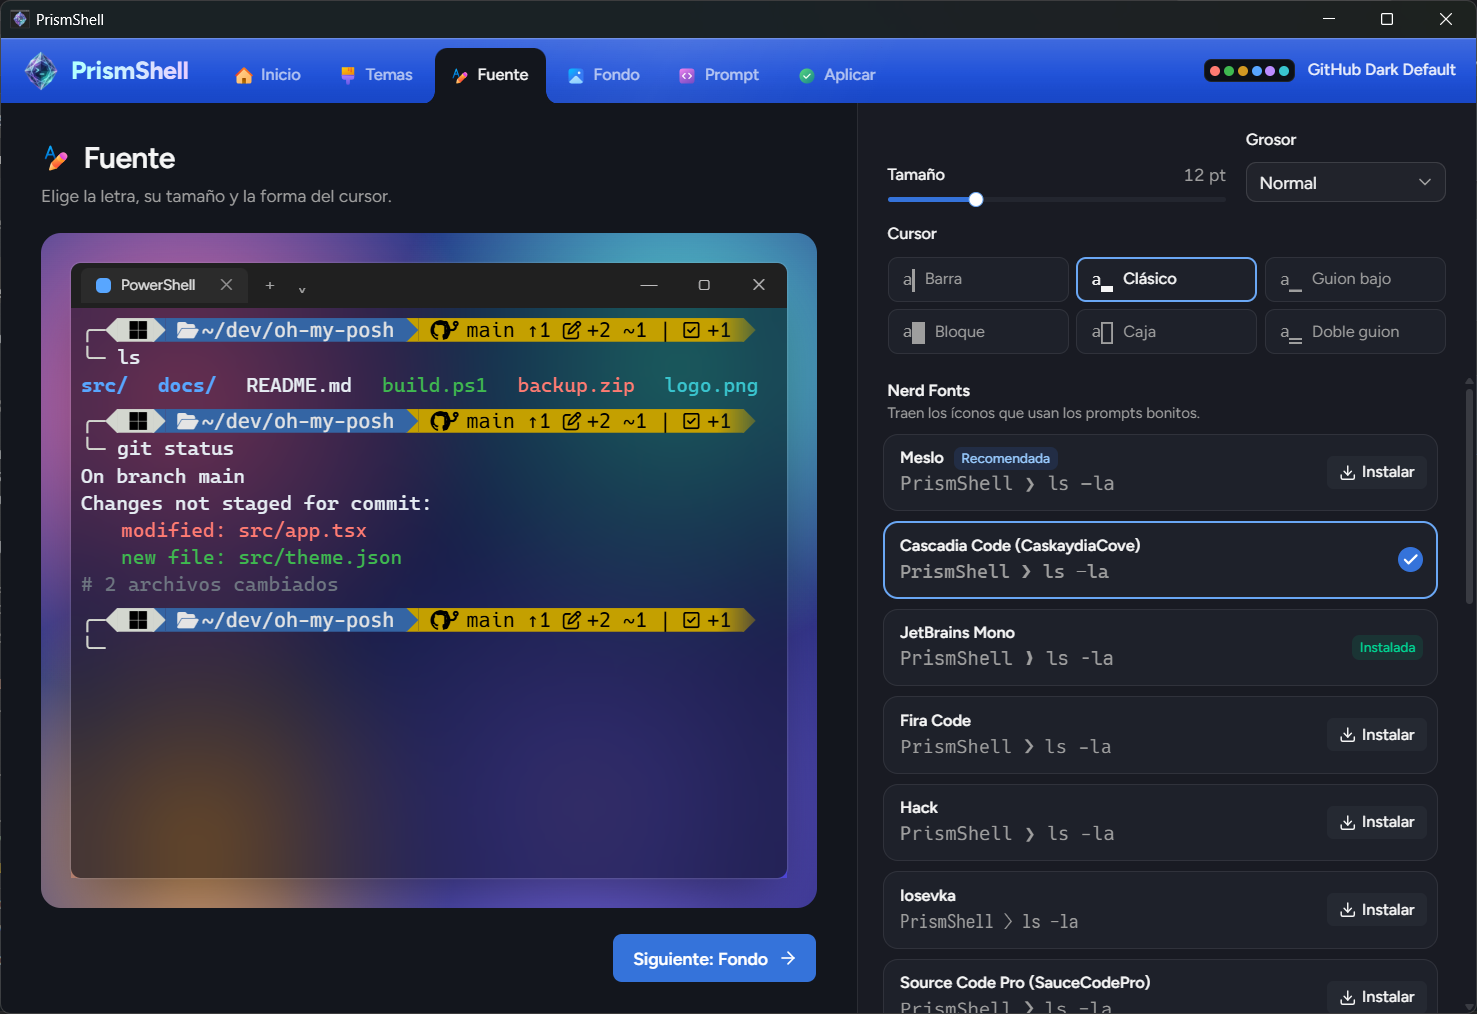 PrismShell
PrismShell
Inicio
Temas
Fuente
Fondo
Prompt
Aplicar
GitHub Dark Default
Fuente
Elige la letra, su tamaño y la forma del cursor.
PowerShell
~/dev/oh-my-posh main ↑1 +2 ~1 | +1
ls
src/ docs/ README.md build.ps1 backup.zip logo.png
~/dev/oh-my-posh main ↑1 +2 ~1 | +1
git status
On branch main
Changes not staged for commit:
modified: src/app.tsx
new file: src/theme.json
# 2 archivos cambiados
~/dev/oh-my-posh main ↑1 +2 ~1 | +1
Siguiente: Fondo →
Tamaño 12 pt
Grosor
Normal
Cursor
a Barra
a Clásico
a Guion bajo
a Bloque
a Caja
a Doble guion
Nerd Fonts
Traen los íconos que usan los prompts bonitos.
Meslo Recomendada
PrismShell ❯ ls -la
Instalar
Cascadia Code (CaskaydiaCove)
PrismShell ❯ ls -la
JetBrains Mono
PrismShell ❯ ls -la
Instalada
Fira Code
PrismShell ❯ ls -la
Instalar
Hack
PrismShell ❯ ls -la
Instalar
Iosevka
PrismShell ❯ ls -la
Instalar
Source Code Pro (SauceCodePro)
PrismShell ❯ ls -la
Instalar